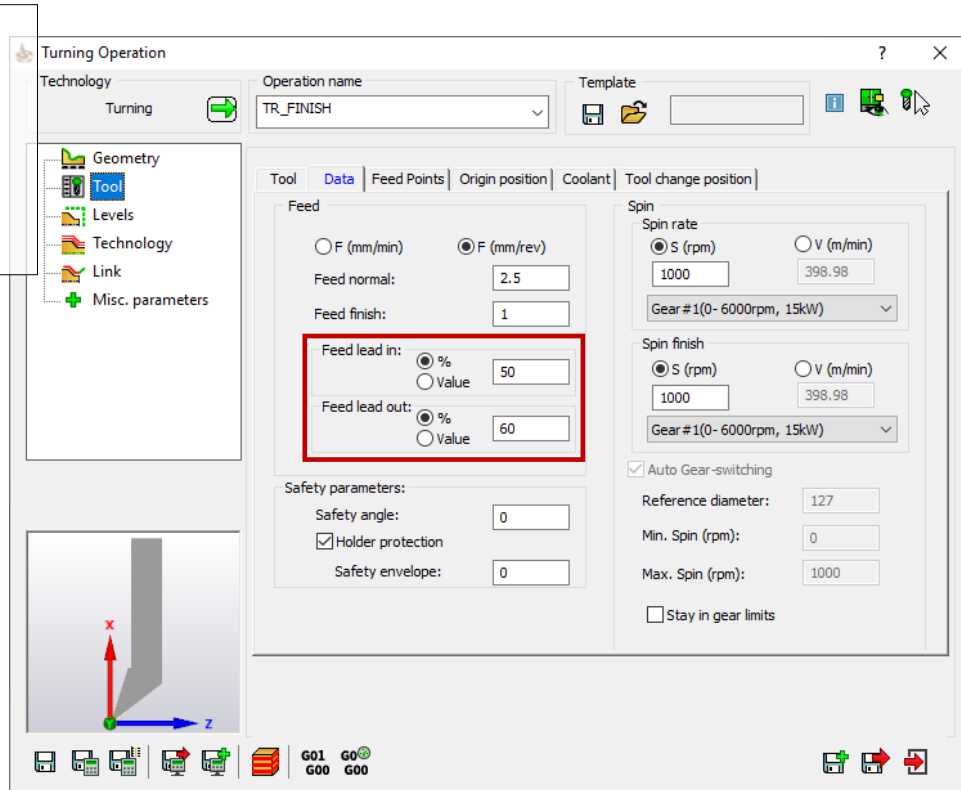 Turning Operation ? ×
Technology Operation name Template
Turning TR_FINISH
Geometry
Tool
Levels
Technology
Link
Misc. parameters
Tool Data Feed Points Origin position Coolant Tool change position
Feed
F (mm/min) F (mm/rev)
Feed normal: 2.5
Feed finish: 1
Feed lead in:
%
Value
50
Feed lead out:
%
Value
60
Safety parameters:
Safety angle: 0
Holder protection
Safety envelope: 0
Spin
Spin rate
S (rpm) V (m/min)
1000 398.98
Gear#1(0- 6000rpm, 15kW)
Spin finish
S (rpm) V (m/min)
1000 398.98
Gear#1(0- 6000rpm, 15kW)
Auto Gear-switching
Reference diameter: 127
Min. Spin (rpm): 0
Max. Spin (rpm): 1000
Stay in gear limits
X
Z
G01 G0
G00 G00